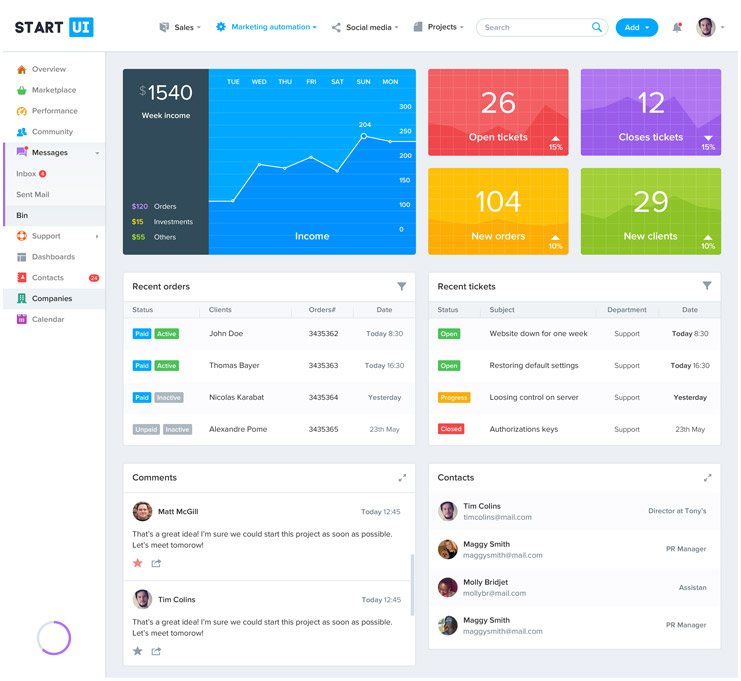 START UI
Sales
Marketing automation
Social media
Projects
Search
Add
Overview
Marketplace
Performance
Community
Messages
Inbox 4
Sent Mail
Bin
Support
Dashboards
Contacts 24
Companies
Calendar
$1540
Week income
$120 Orders
$15 Investments
$55 Others
TUE WED THU FRI SAT SUN MON
300
204
250
200
150
100
0
Income
26
Open tickets
15%
12
Closes tickets
15%
104
New orders
10%
29
New clients
10%
Recent orders
Status Clients Orders# Date
Paid Active John Doe 3435362 Today 8:30
Paid Active Thomas Bayer 3435363 Today 16:30
Paid Inactive Nicolas Karabat 3435364 Yesterday
Unpaid Inactive Alexandre Pome 3435365 23th May
Recent tickets
Status Subject Department Date
Open Website down for one week Support Today 8:30
Open Restoring default settings Support Today 16:30
Progress Loosing control on server Support Yesterday
Closed Authorizations keys Support 23th May
Comments
Matt McGill Today 12:45
That's a great idea! I'm sure we could start this project as soon as possible.
Let's meet tomorrow!
Tim Colins Today 12:45
That's a great idea! I'm sure we could start this project as soon as possible.
Let's meet tomorrow!
Contacts
Tim Colins
timcolins@mail.com
Director at Tony's
Maggy Smith
maggysmith@mail.com
PR Manager
Molly Bridjet
mollybr@mail.com
Assistan
Maggy Smith
maggysmith@mail.com
PR Manager